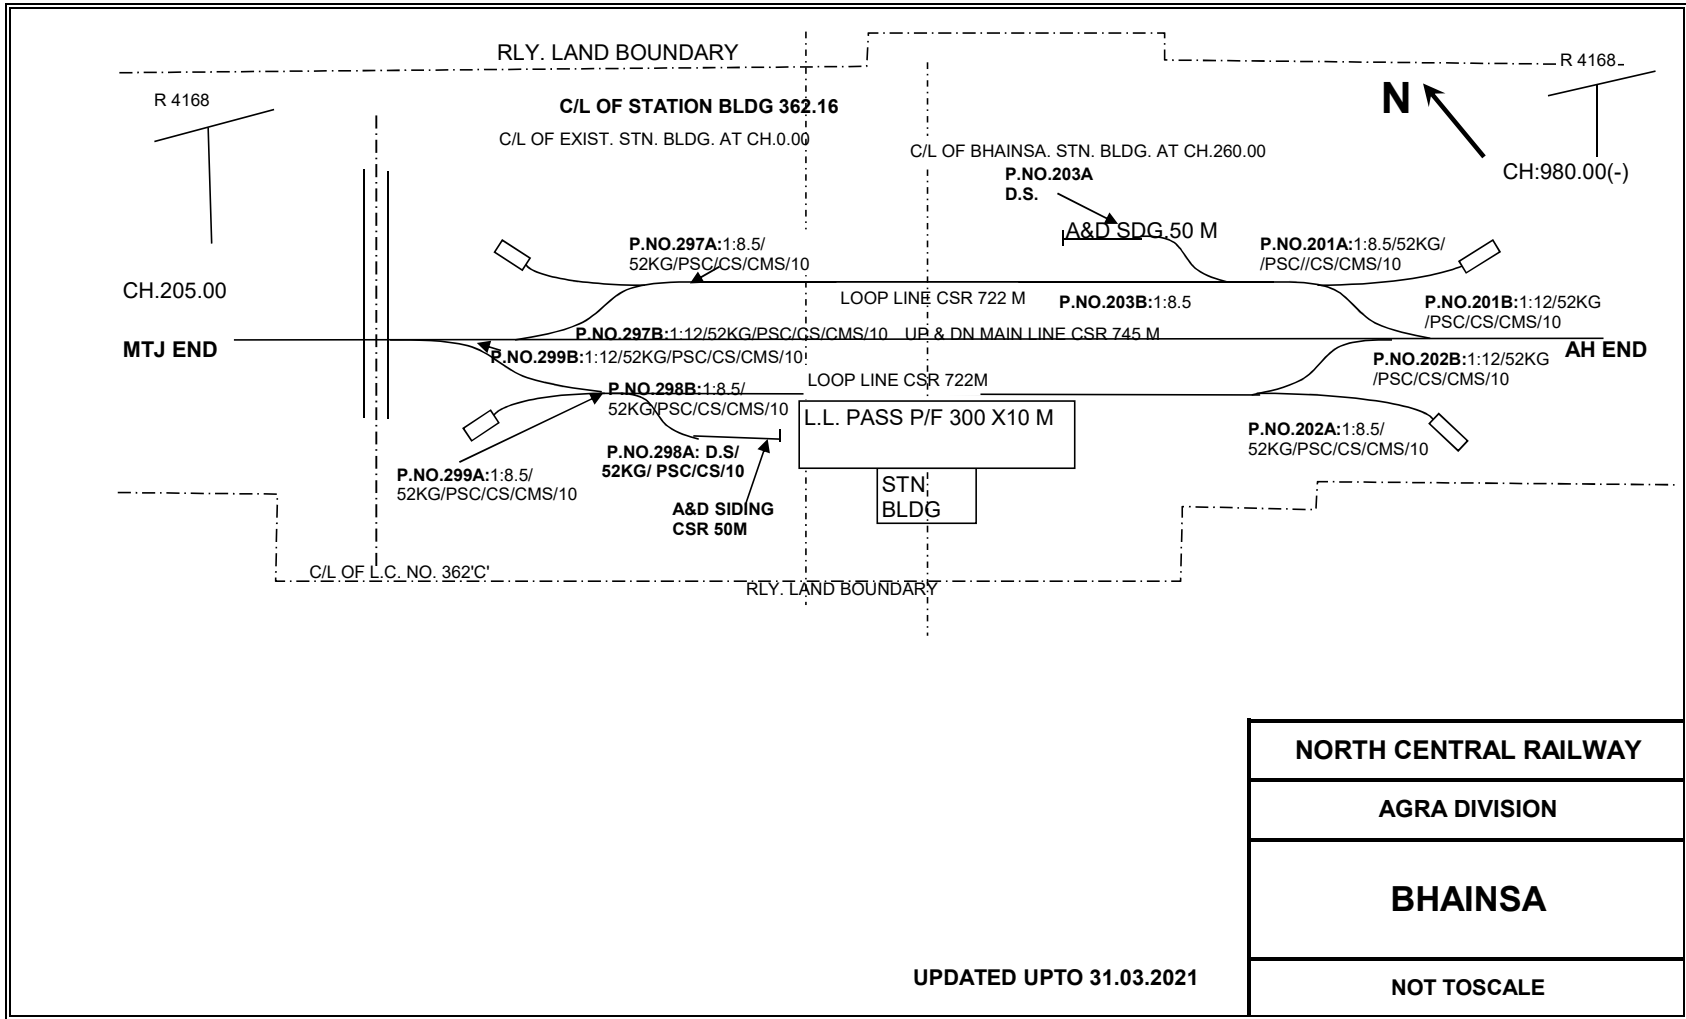 RLY. LAND BOUNDARY
R 4168
R 4168
C/L OF STATION BLDG 362.16
N
C/L OF EXIST. STN. BLDG. AT CH.0.00
C/L OF BHAINSA. STN. BLDG. AT CH.260.00
P.NO.203A
D.S.
CH:980.00(-)
A&D SDG.50 M
P.NO.297A:1:8.5/
52KG/PSC/CS/CMS/10
P.NO.201A:1:8.5/52KG/
/PSC//CS/CMS/10
CH.205.00
LOOP LINE CSR 722 M
P.NO.203B:1:8.5
P.NO.201B:1:12/52KG
/PSC/CS/CMS/10
P.NO.297B:1:12/52KG/PSC/CS/CMS/10
UP & DN MAIN LINE CSR 745 M
MTJ END
AH END
P.NO.299B:1:12/52KG/PSC/CS/CMS/10
P.NO.202B:1:12/52KG
/PSC/CS/CMS/10
LOOP LINE CSR 722M
P.NO.298B:1:8.5/
52KG/PSC/CS/CMS/10
L.L. PASS P/F 300 X10 M
P.NO.202A:1:8.5/
52KG/PSC/CS/CMS/10
P.NO.298A: D.S/
52KG/ PSC/CS/10
P.NO.299A:1:8.5/
52KG/PSC/CS/CMS/10
STN
BLDG
A&D SIDING
CSR 50M
C/L OF L.C. NO. 362'C'
RLY. LAND BOUNDARY
NORTH CENTRAL RAILWAY
AGRA DIVISION
BHAINSA
UPDATED UPTO 31.03.2021
NOT TOSCALE